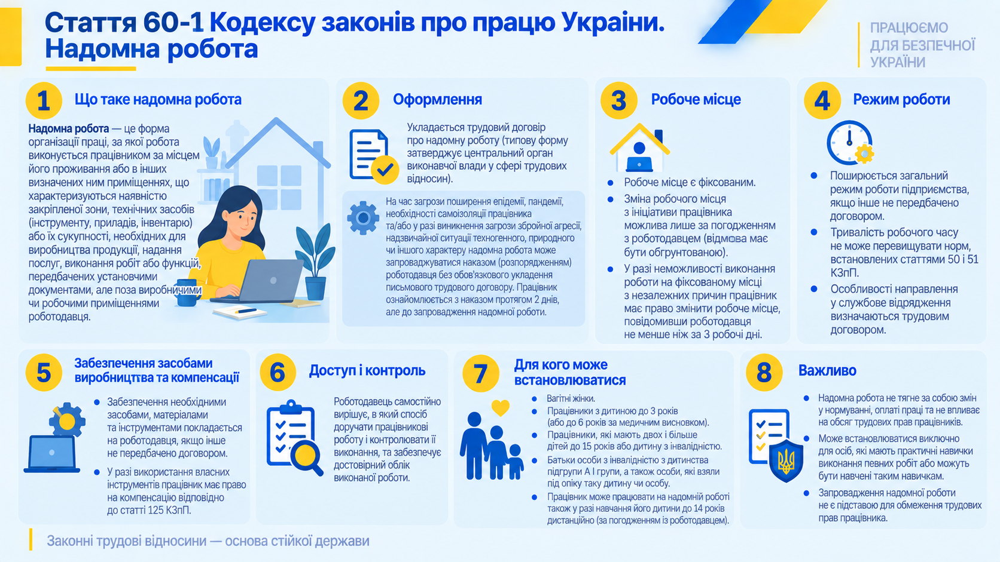 Стаття 60-1 Кодексу законів про працю України.
Надомна робота
ПРАЦЮЄМО
ДЛЯ БЕЗПЕЧНОЇ
УКРАЇНИ
1
Що таке надомна робота
Надомна робота — це форма
організації праці, за якої робота
виконується працівником за місцем
його проживання або в інших
визначених ним приміщеннях, що
характеризуються наявністю
закріпленої зони, технічних засобів
(інструменту, приладів, інвентарю)
або їх сукупності, необхідних для
виробництва продукції, надання
послуг, виконання робіт або функцій,
передбачених установчими
документами, але поза виробничими
чи робочими приміщеннями
роботодавця.
2
Оформлення
Укладається трудовий договір
про надомну роботу (типову форму
затверджує центральний орган
виконавчої влади у сфері трудових
відносин).
На час загрози поширення епідемії, пандемії,
необхідності самоізоляції працівника
та/або у разі виникнення загрози збройної агресії,
надзвичайної ситуації техногенного, природного
чи іншого характеру надомна робота може
запроваджуватися наказом (розпорядженням)
роботодавця без обов'язкового укладення
письмового трудового договору. Працівник
ознайомлюється з наказом протягом 2 днів,
але до запровадження надомної роботи.
3
Робоче місце
• Робоче місце є фіксованим.
• Зміна робочого місця
з ініціативи працівника
можлива лише за погодженням
з роботодавцем (відмова має
бути обгрунтованою).
• У разі неможливості виконання
роботи на фіксованому місці
з незалежних причин працівник
має право змінити робоче місце,
повідомивши роботодавця
не менше ніж за 3 робочі дні.
4
Режим роботи
• Поширюється загальний
режим роботи підприємства,
якщо інше не передбачено
договором.
• Тривалість робочого часу
не може перевищувати норм,
встановлених статтями 50 і 51
КЗпП.
• Особливості направлення
у службове відрядження
визначаються трудовим
договором.
5
Забезпечення засобами
виробництва та компенсації
• Забезпечення необхідними
засобами, матеріалами
та інструментами покладається
на роботодавця, якщо інше
не передбачено договором.
• У разі використання власних
інструментів працівник має право
на компенсацію відповідно
до статті 125 КЗпП.
6
Доступ і контроль
Роботодавець самостійно
вирішує, в який спосіб
доручати працівникові
роботу і контролювати її
виконання, та забезпечує
достовірний облік
виконаної роботи.
7
Для кого може
встановлюватися
• Вагітні жінки.
• Працівники з дитиною до 3 років
(або до 6 років за медичним висновком).
• Працівники, які мають двох і більше
дітей до 15 років або дитину з інвалідністю.
• Батьки особи з інвалідністю з дитинства
підгрупи А І групи, а також особи, які взяли
під опіку таку дитину чи особу.
• Працівник може працювати на надомній роботі
також у разі навчання його дитини до 14 років
дистанційно (за погодженням із роботодавцем).
8
Важливо
• Надомна робота не тягне за собою змін
у нормуванні, оплаті праці та не впливає
на обсяг трудових прав працівників.
• Може встановлюватися виключно
для осіб, які мають практичні навички
виконання певних робіт або можуть
бути навчені таким навичкам.
• Запровадження надомної роботи
не є підставою для обмеження трудових
прав працівника.
Законні трудові відносини — основа стійкої держави